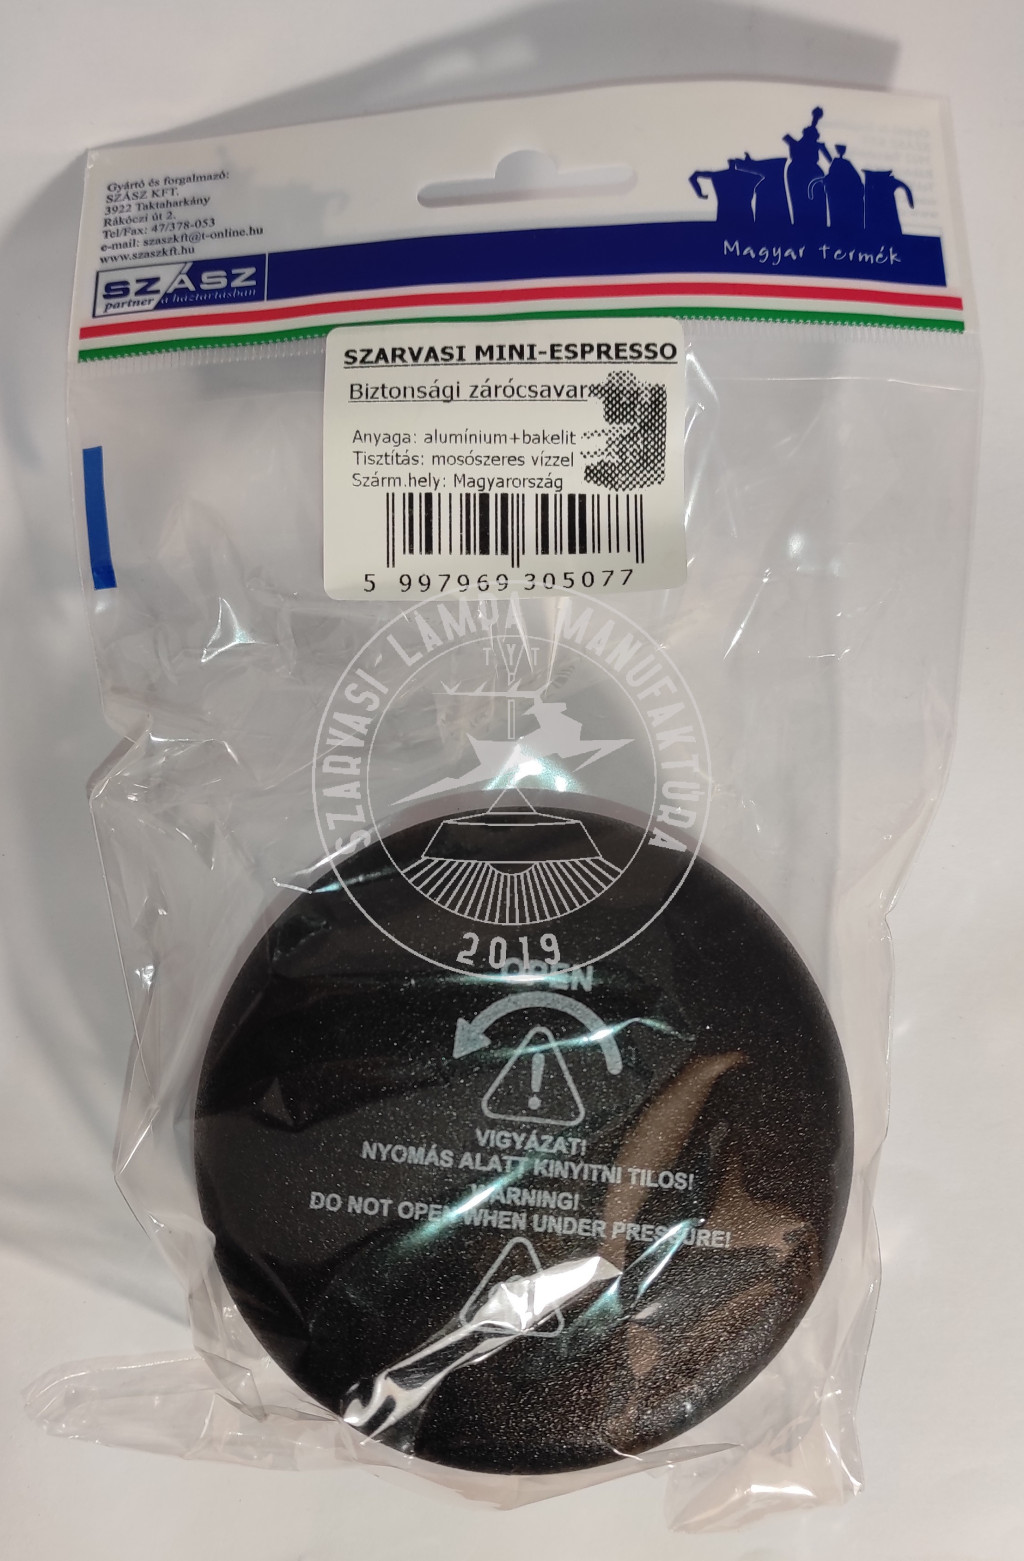 Gyártó és forgalmazó:
SZÁSZ KFT.
3922 Taktaharkány
Rákóczi út 2.
Tel/Fax: 47/378-053
e-mail: szaszkft@t-online.hu
www.szaszkft.hu
SZÁSZ
partner a háztartásban
Magyar termék
SZARVASI MINI-ESPRESSO
Biztonsági zárócsavar
Anyaga: alumínium+bakelit
Tisztítás: mosószeres vízzel
Szárm.hely: Magyarország
5 997969 305077
SZARVASI-LÁMPA MANUFAKTÚRA
TYT
2019
OPEN
VIGYÁZAT!
NYOMÁS ALATT KINYITNI TILOS!
WARNING!
DO NOT OPEN WHEN UNDER PRESSURE!